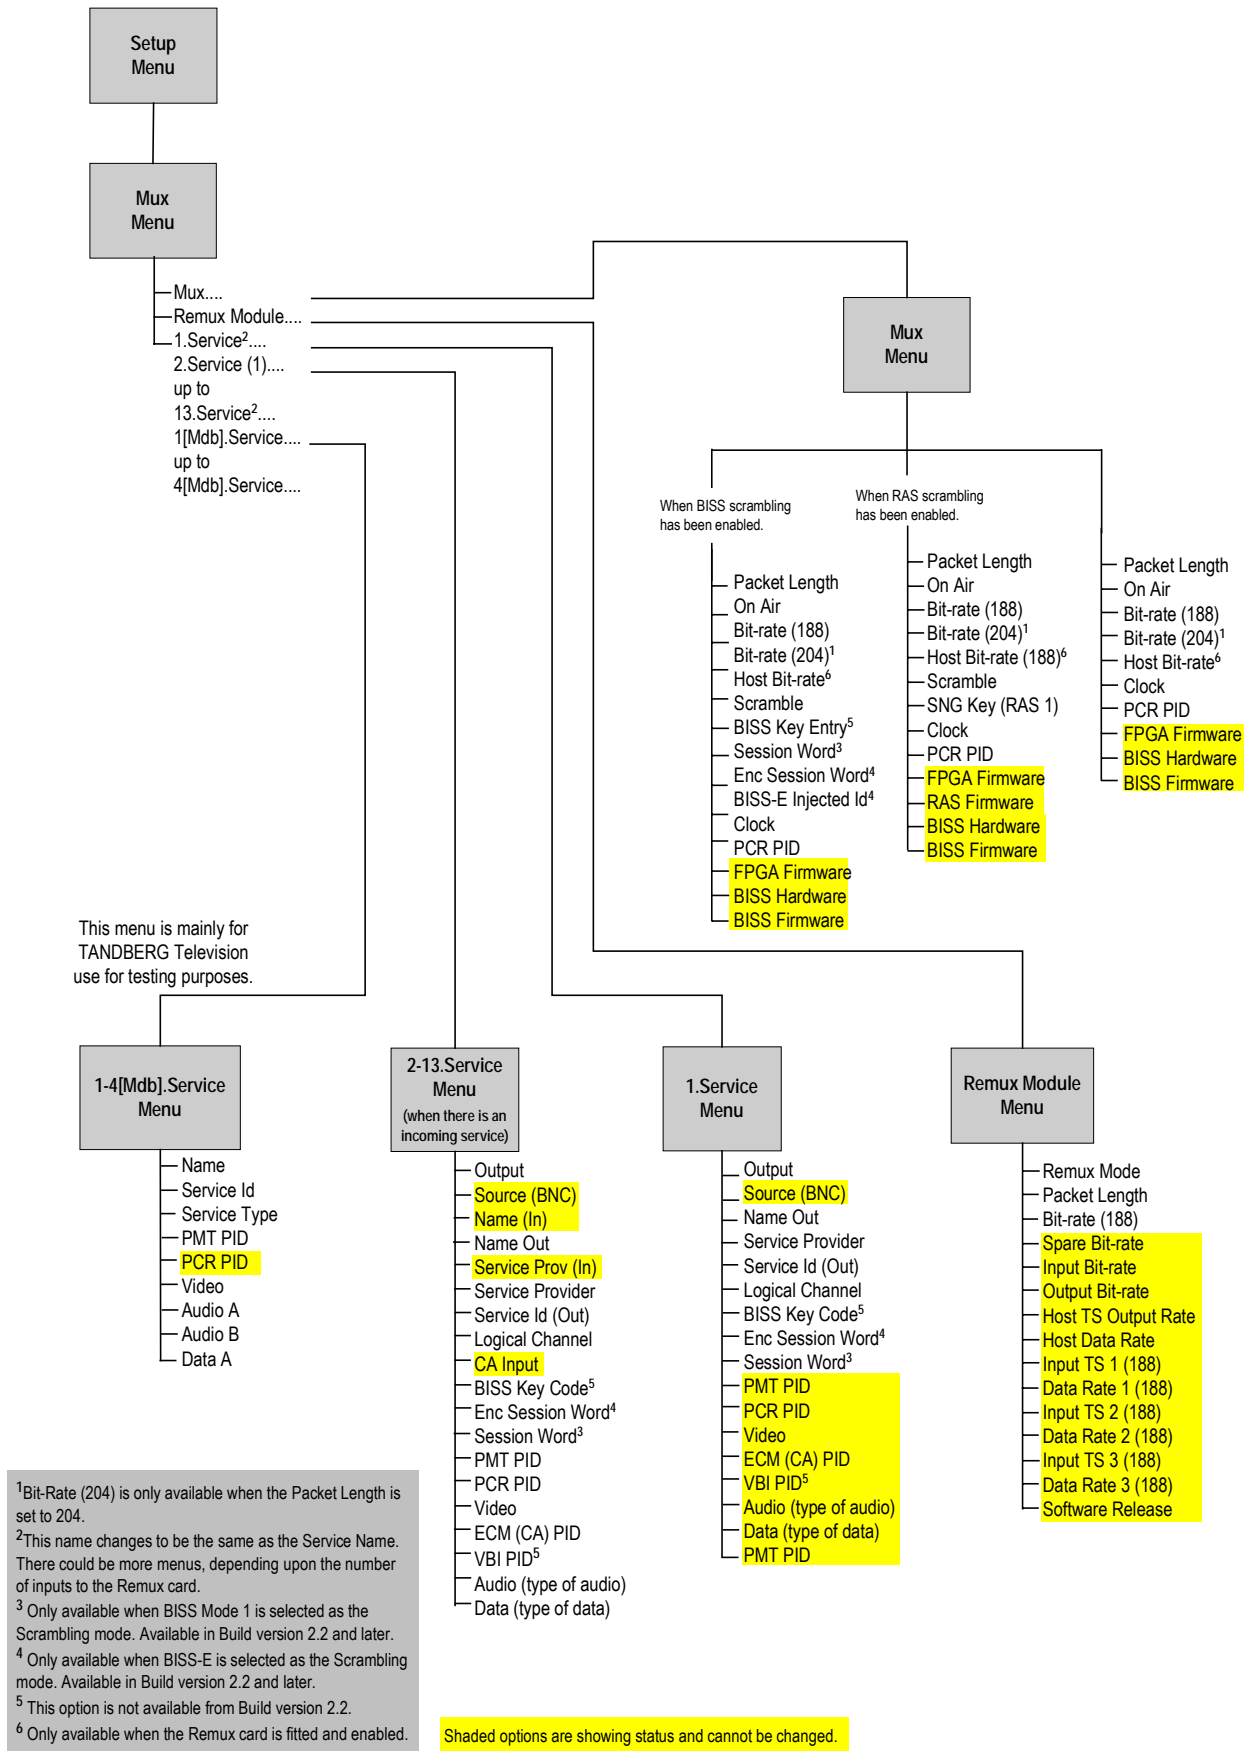 Setup
Menu
Mux
Menu
Mux....
Remux Module....
1.Service²....
2.Service (1)....
up to
13.Service²....
1[Mdb].Service....
up to
4[Mdb].Service....
Mux
Menu
When BISS scrambling
has been enabled.
Packet Length
On Air
Bit-rate (188)
Bit-rate (204)¹
Host Bit-rate⁶
Scramble
BISS Key Entry⁵
Session Word³
Enc Session Word⁴
BISS-E Injected Id⁴
Clock
PCR PID
FPGA Firmware
BISS Hardware
BISS Firmware
When RAS scrambling
has been enabled.
Packet Length
On Air
Bit-rate (188)
Bit-rate (204)¹
Host Bit-rate (188)⁶
Scramble
SNG Key (RAS 1)
Clock
PCR PID
FPGA Firmware
RAS Firmware
BISS Hardware
BISS Firmware
Packet Length
On Air
Bit-rate (188)
Bit-rate (204)¹
Host Bit-rate⁶
Clock
PCR PID
FPGA Firmware
BISS Hardware
BISS Firmware
This menu is mainly for
TANDBERG Television
use for testing purposes.
1-4[Mdb].Service
Menu
Name
Service Id
Service Type
PMT PID
PCR PID
Video
Audio A
Audio B
Data A
2-13.Service
Menu
(when there is an
incoming service)
Output
Source (BNC)
Name (In)
Name Out
Service Prov (In)
Service Provider
Service Id (Out)
Logical Channel
CA Input
BISS Key Code⁵
Enc Session Word⁴
Session Word³
PMT PID
PCR PID
Video
ECM (CA) PID
VBI PID⁵
Audio (type of audio)
Data (type of data)
1.Service
Menu
Output
Source (BNC)
Name Out
Service Provider
Service Id (Out)
Logical Channel
BISS Key Code⁵
Enc Session Word⁴
Session Word³
PMT PID
PCR PID
Video
ECM (CA) PID
VBI PID⁵
Audio (type of audio)
Data (type of data)
PMT PID
Remux Module
Menu
Remux Mode
Packet Length
Bit-rate (188)
Spare Bit-rate
Input Bit-rate
Output Bit-rate
Host TS Output Rate
Host Data Rate
Input TS 1 (188)
Data Rate 1 (188)
Input TS 2 (188)
Data Rate 2 (188)
Input TS 3 (188)
Data Rate 3 (188)
Software Release
¹Bit-Rate (204) is only available when the Packet Length is
set to 204.
²This name changes to be the same as the Service Name.
There could be more menus, depending upon the number
of inputs to the Remux card.
³ Only available when BISS Mode 1 is selected as the
Scrambling mode. Available in Build version 2.2 and later.
⁴ Only available when BISS-E is selected as the Scrambling
mode. Available in Build version 2.2 and later.
⁵ This option is not available from Build version 2.2.
⁶ Only available when the Remux card is fitted and enabled.
Shaded options are showing status and cannot be changed.